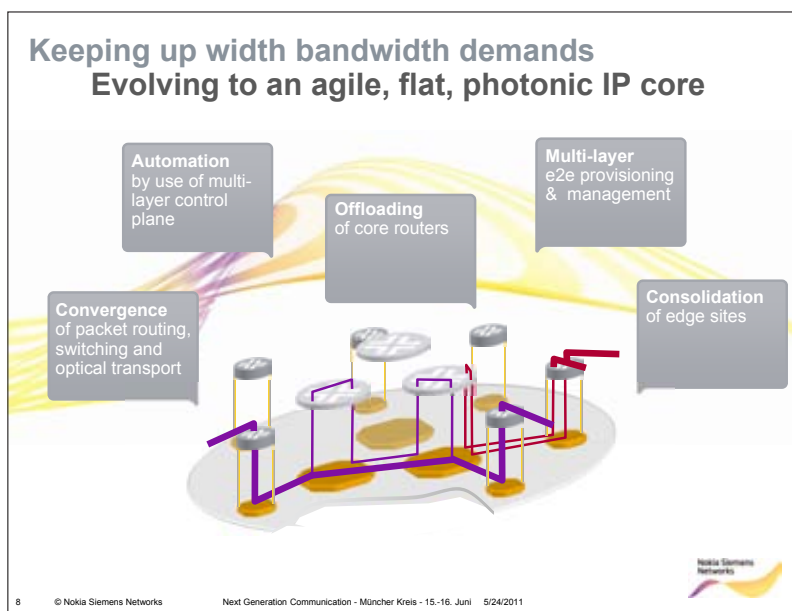 Keeping up width bandwidth demands
Evolving to an agile, flat, photonic IP core
Automation
by use of multi-
layer control
plane
Multi-layer
e2e provisioning
& management
Offloading
of core routers
Convergence
of packet routing,
switching and
optical transport
Consolidation
of edge sites
Nokia Siemens
Networks
8 © Nokia Siemens Networks Next Generation Communication - Müncher Kreis - 15.-16. Juni 5/24/2011